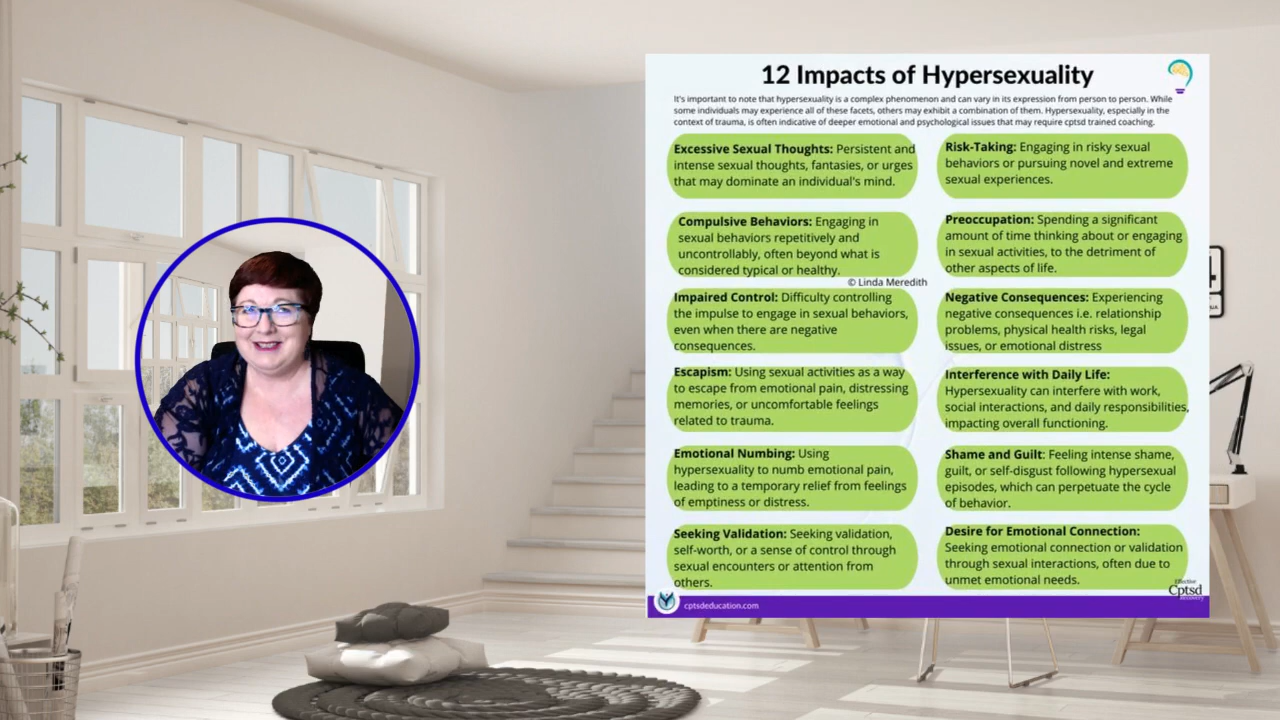 12 Impacts of Hypersexuality
It's important to note that hypersexuality is a complex phenomenon and can vary in its expression from person to person. While
some individuals may experience all of these facets, others may exhibit a combination of them. Hypersexuality, especially in the
context of trauma, is often indicative of deeper emotional and psychological issues that may require cptsd trained coaching.
Excessive Sexual Thoughts: Persistent and
intense sexual thoughts, fantasies, or urges
that may dominate an individual's mind.
Compulsive Behaviors: Engaging in
sexual behaviors repetitively and
uncontrollably, often beyond what is
considered typical or healthy.
© Linda Meredith
Impaired Control: Difficulty controlling
the impulse to engage in sexual behaviors,
even when there are negative
consequences.
Escapism: Using sexual activities as a way
to escape from emotional pain, distressing
memories, or uncomfortable feelings
related to trauma.
Emotional Numbing: Using
hypersexuality to numb emotional pain,
leading to a temporary relief from feelings
of emptiness or distress.
Seeking Validation: Seeking validation,
self-worth, or a sense of control through
sexual encounters or attention from
others.
Risk-Taking: Engaging in risky sexual
behaviors or pursuing novel and extreme
sexual experiences.
Preoccupation: Spending a significant
amount of time thinking about or engaging
in sexual activities, to the detriment of
other aspects of life.
Negative Consequences: Experiencing
negative consequences i.e. relationship
problems, physical health risks, legal
issues, or emotional distress
Interference with Daily Life:
Hypersexuality can interfere with work,
social interactions, and daily responsibilities,
impacting overall functioning.
Shame and Guilt: Feeling intense shame,
guilt, or self-disgust following hypersexual
episodes, which can perpetuate the cycle
of behavior.
Desire for Emotional Connection:
Seeking emotional connection or validation
through sexual interactions, often due to
unmet emotional needs.
Effective
Cptsd
Recovery
cptsdeducation.com